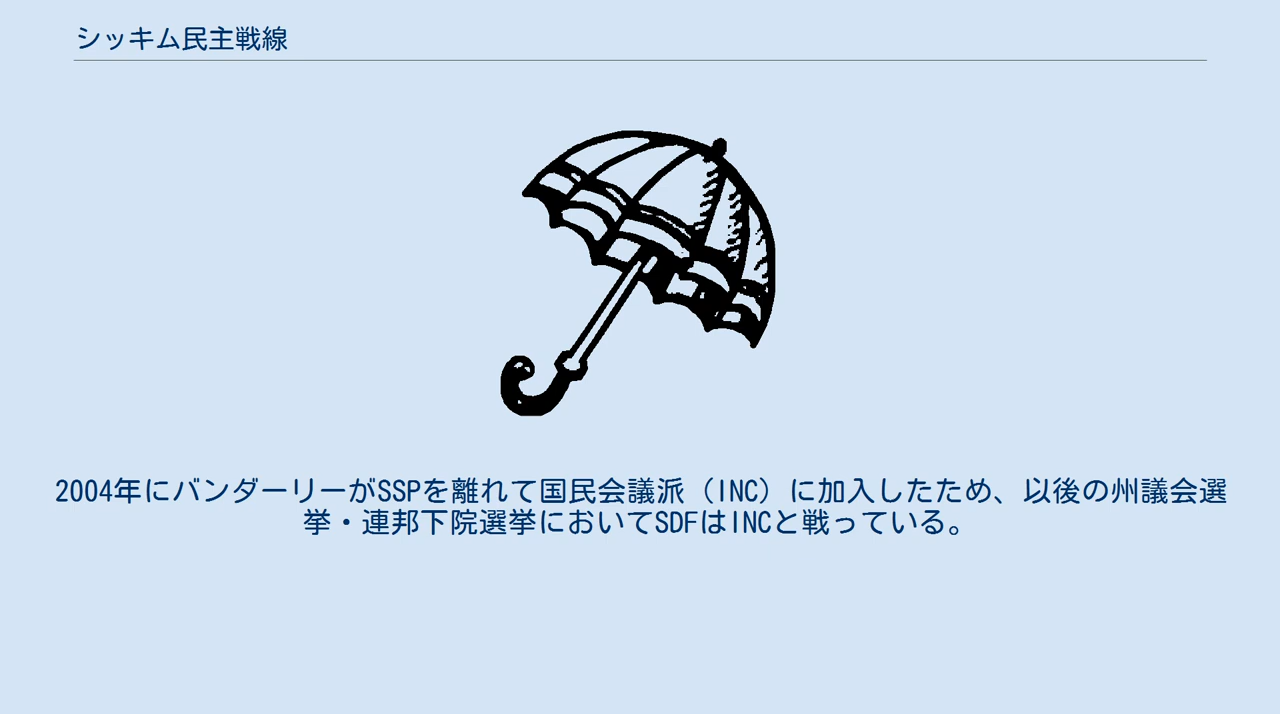 シッキム民主戦線
2004年にバンダーリーがSSPを離れて国民会議派（INC）に加入したため、以後の州議会選
挙・連邦下院選挙においてSDFはINCと戦っている。